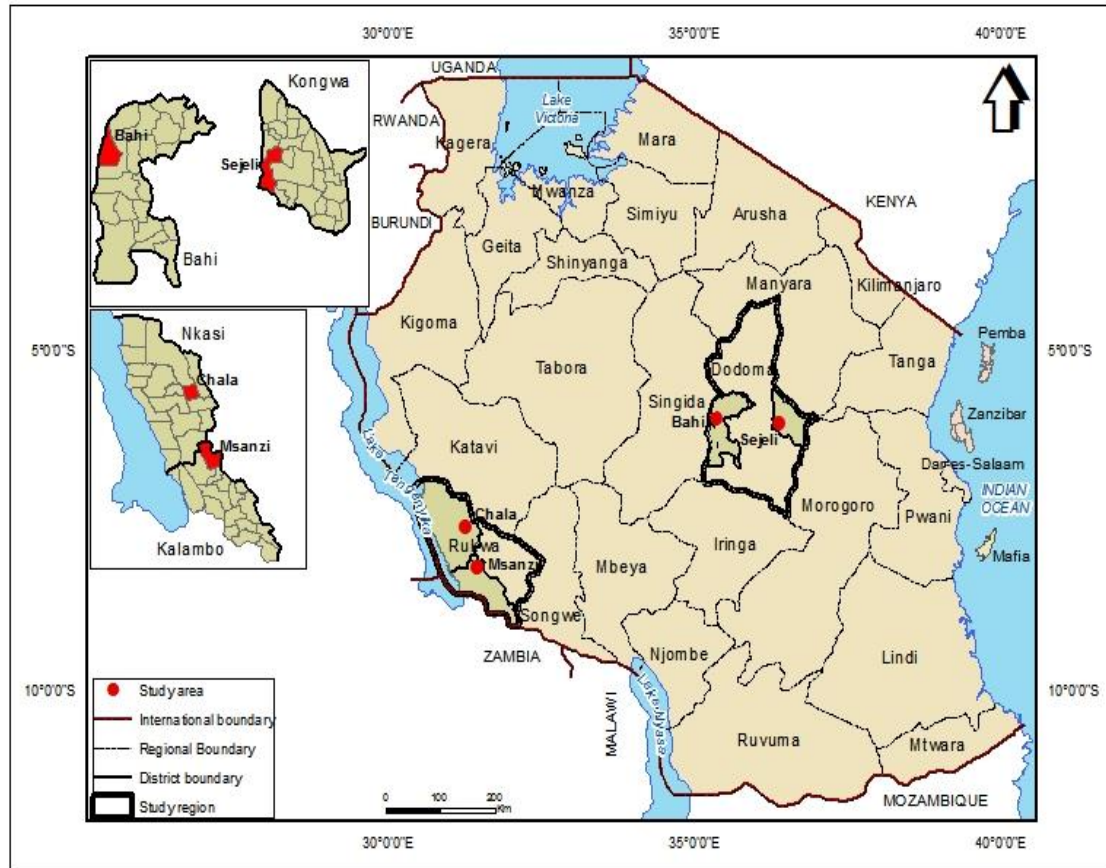 30°0'0"E
35°0'0"E
40°0'0"E
UGANDA
Kongwa
Bahi
Sejeli
Bahi
RWANDA
Kagera
Lake
Victoria
Mara
Mwanza
KENYA
BURUNDI
Simiyu
Arusha
Geita
Shinyanga
Manyara
Kilimanjaro
Kigoma
Nkasi
Chala
Msanzi
Kalambo
5°0'0"S
5°0'0"S
Pemba
Tabora
Dodoma
Tanga
Singida
Bahi
Sejeli
Zanzibar
Katavi
Lake Tanganyika
Dar-es-Salaam
INDIAN
OCEAN
Morogoro
Pwani
Chala
Rukwa
Msanzi
Iringa
Mafia
Mbeya
Songwe
ZAMBIA
Njombe
Lindi
10°0'0"S
10°0'0"S
MALAWI
Lake Nyasa
Ruvuma
Mtwara
MOZAMBIQUE
Study area
International boundary
Regional Boundary
District boundary
Study region
0 100 200
Km
30°0'0"E
35°0'0"E
40°0'0"E